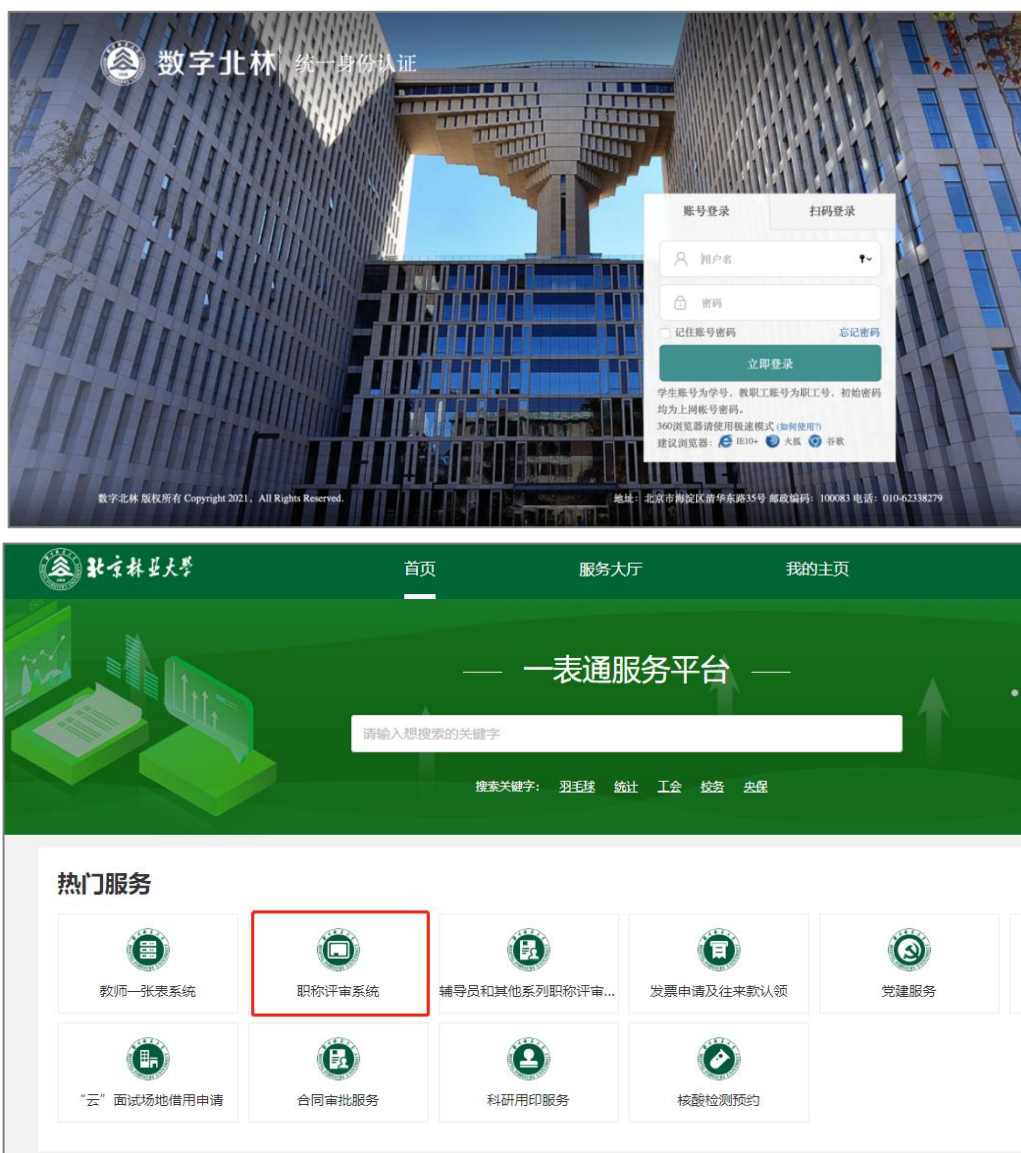 数字北林 统一身份认证
账号登录 扫码登录
用户名
密码
记住账号密码 忘记密码
立即登录
学生账号为学号，教职工账号为职工号，初始密码
均为上网帐号密码。
360浏览器请使用极速模式 (如何使用?)
建议浏览器： IE10+ 火狐 谷歌
数字北林 版权所有 Copyright 2021，All Rights Reserved.
地址：北京市海淀区清华东路35号 邮政编码：100083 电话：010-62338279
北京林业大学
首页 服务大厅 我的主页
一表通服务平台
请输入想搜索的关键字
搜索关键字： 羽毛球 统计 工会 校务 央保
热门服务
教师一张表系统 职称评审系统 辅导员和其他系列职称评审... 发票申请及往来款认领 党建服务
“云”面试场地借用申请 合同审批服务 科研用印服务 核酸检测预约